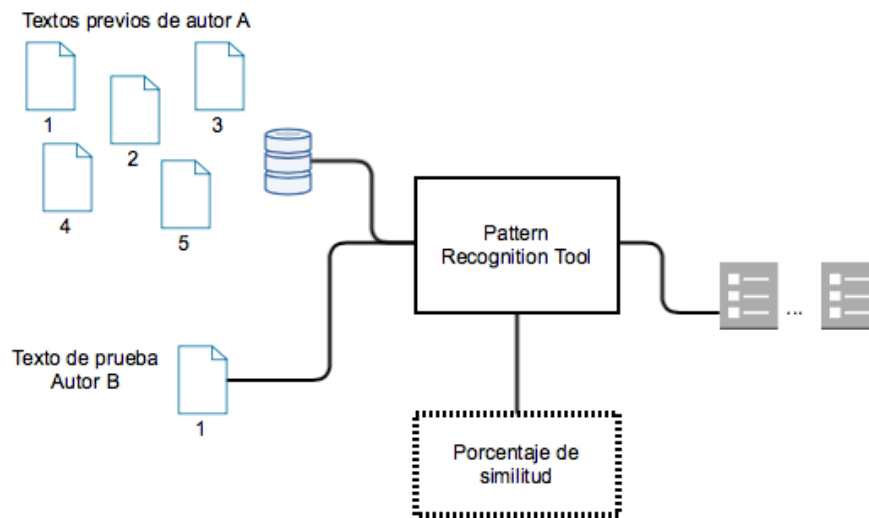 Textos previos de autor A
1
2
3
4
5
Pattern
Recognition Tool
...
Texto de prueba
Autor B
1
Porcentaje de
similitud